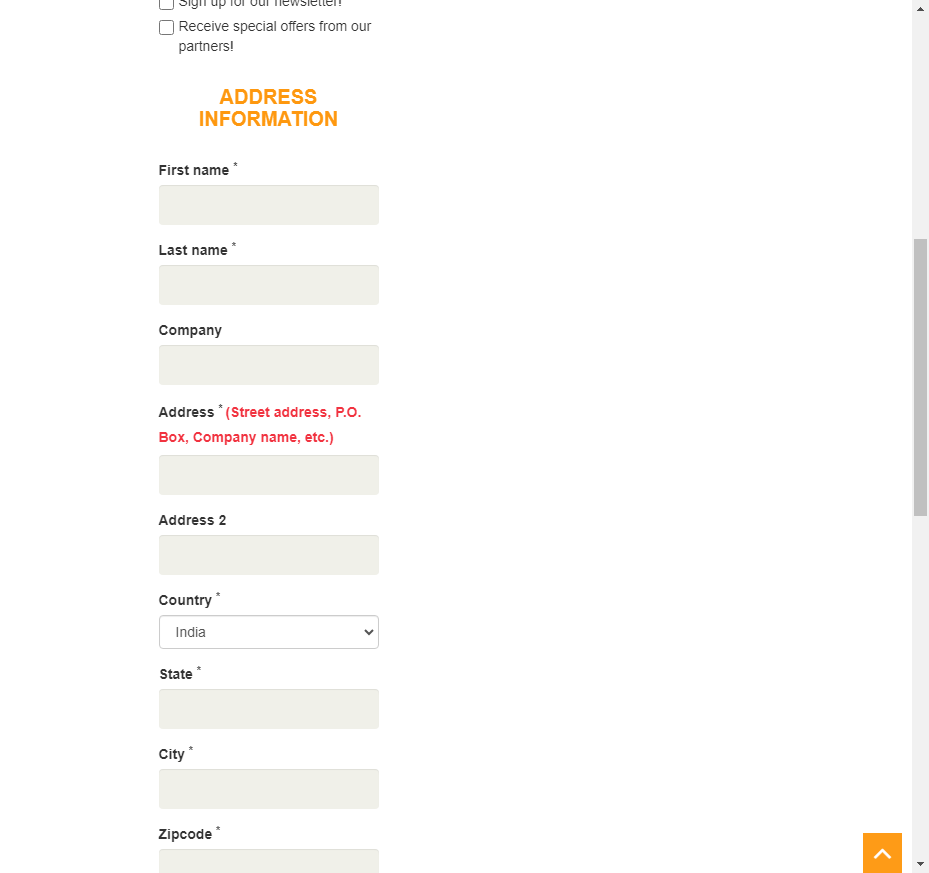 Sign up for our newsletter!
Receive special offers from our
partners!
ADDRESS
INFORMATION
First name *
Last name *
Company
Address * (Street address, P.O.
Box, Company name, etc.)
Address 2
Country *
India
State *
City *
Zipcode *